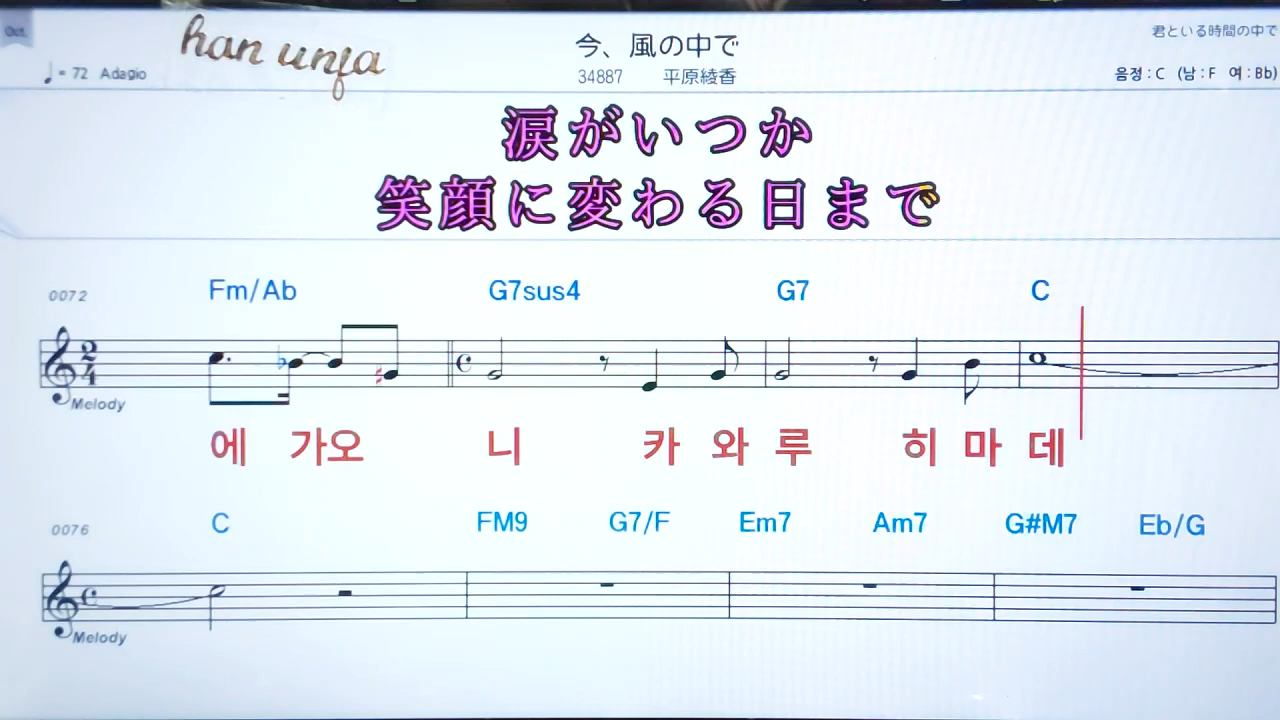 Oct.
han unja
今、風の中で
君といる時間の中で
♩= 72 Adagio
34887 平原綾香
음정 : C (남 : F 여 : Bb)
涙がいつか
笑顔に変わる日まで
0072 Fm/Ab G7sus4 G7 C
2
4
Melody
에 가오 니 카 와 루 히 마 데
0076 C FM9 G7/F Em7 Am7 G#M7 Eb/G
Melody